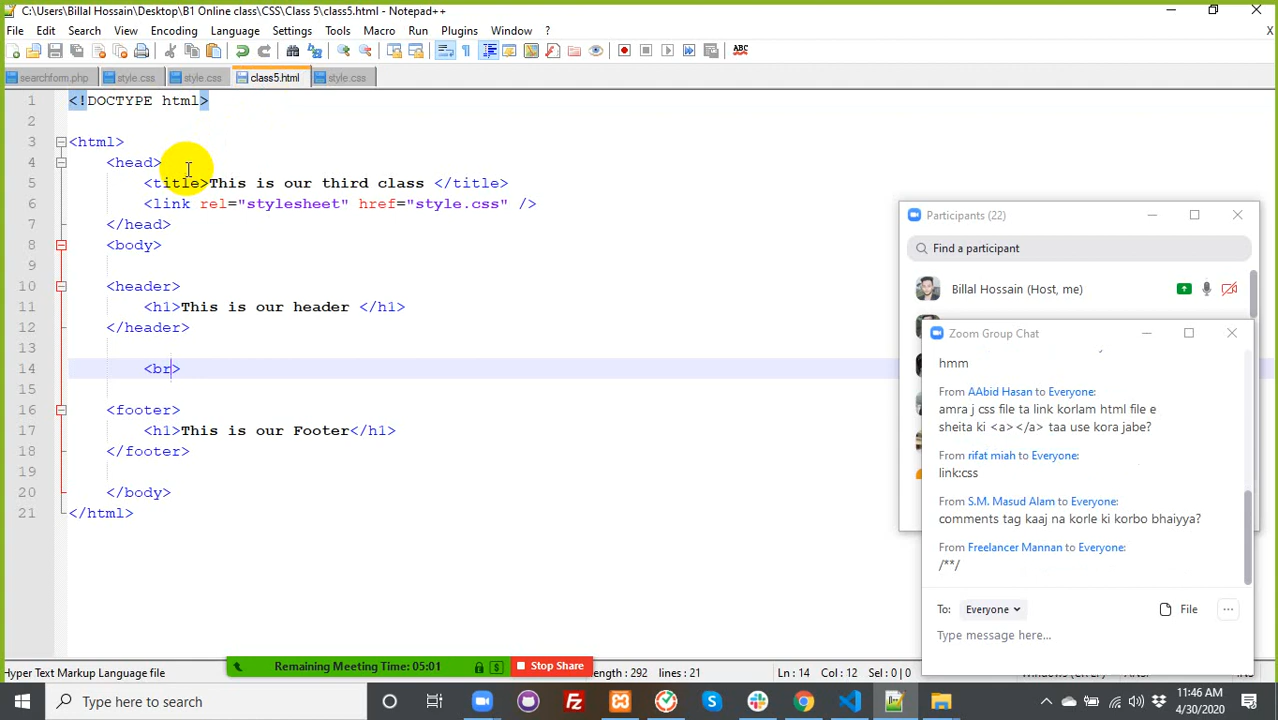 C:\Users\Billal Hossain\Desktop\B1 Online class\CSS\Class 5\class5.html - Notepad++
File Edit Search View Encoding Language Settings Tools Macro Run Plugins Window ? X
ABC
searchform.php style.css style.css class5.html style.css
1 <!DOCTYPE html>
2
3 <html>
4 <head>
5 <title>This is our third class </title>
6 <link rel="stylesheet" href="style.css" />
7 </head>
8 <body>
9
10 <header>
11 <h1>This is our header </h1>
12 </header>
13
14 <br>
15
16 <footer>
17 <h1>This is our Footer</h1>
18 </footer>
19
20 </body>
21 </html>
Participants (22)
Find a participant
Billal Hossain (Host, me)
Zoom Group Chat
hmm
From AAbid Hasan to Everyone:
amra j css file ta link korlam html file e
sheita ki <a></a> taa use kora jabe?
From rifat miah to Everyone:
link:css
From S.M. Masud Alam to Everyone:
comments tag kaaj na korle ki korbo bhaiyya?
From Freelancer Mannan to Everyone:
/**/
To: Everyone File
Type message here...
Remaining Meeting Time: 05:01 Stop Share
Hyper Text Markup Language file length : 292 lines : 21 Ln : 14 Col : 12 Sel : 0 | 0
Type here to search
11:46 AM
4/30/2020